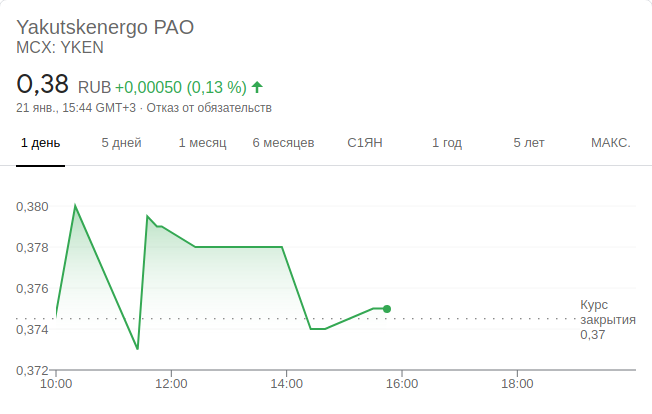 Yakutskenergo PAO
MCX: YKEN
0,38 RUB +0,00050 (0,13 %)
21 янв., 15:44 GMT+3 · Отказ от обязательств
1 день 5 дней 1 месяц 6 месяцев С1ЯН 1 год 5 лет МАКС.
0,380
0,378
0,376
0,374
0,372
Курс
закрытия
0,37
10:00 12:00 14:00 16:00 18:00